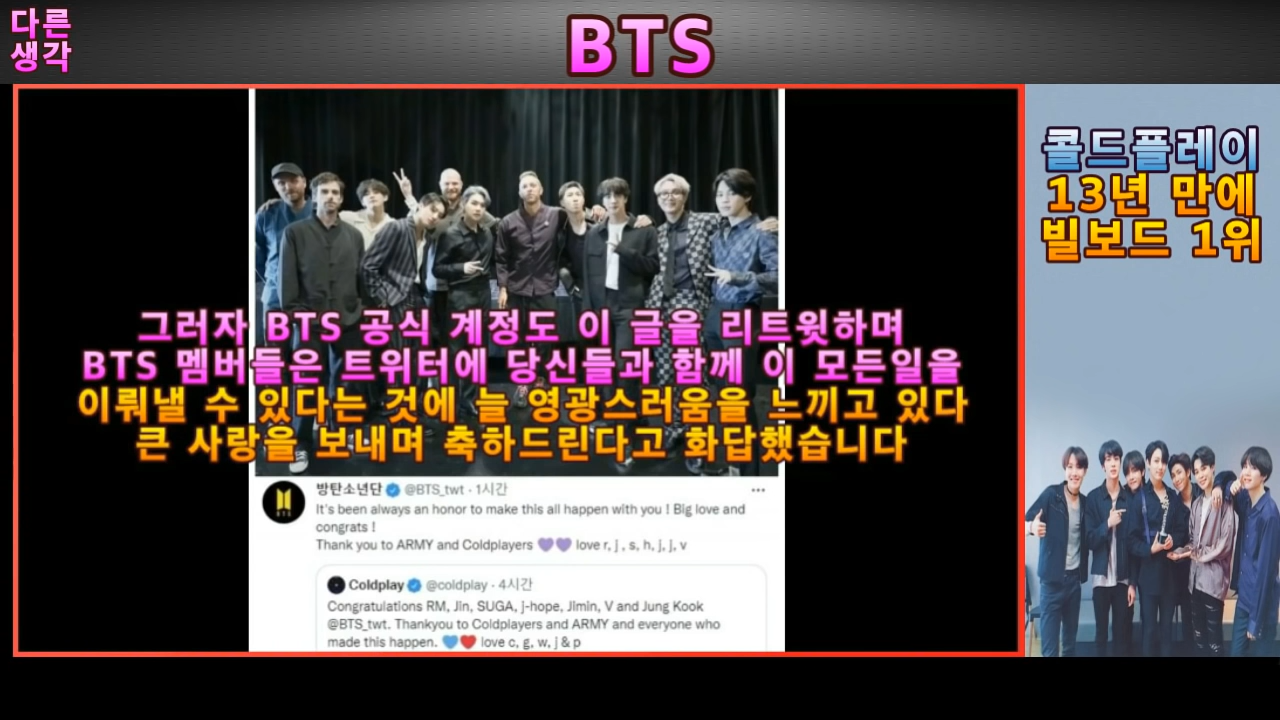 다른
생각
BTS
콜드플레이
13년 만에
빌보드 1위
그러자 BTS 공식 계정도 이 글을 리트윗하며
BTS 멤버들은 트위터에 당신들과 함께 이 모든일을
이뤄낼 수 있다는 것에 늘 영광스러움을 느끼고 있다
큰 사랑을 보내며 축하드린다고 화답했습니다
방탄소년단 @BTS_twt · 1시간
It's been always an honor to make this all happen with you ! Big love and
congrats !
Thank you to ARMY and Coldplayers 💜💜 love r, j , s, h, j, j, v
BTS
Coldplay @coldplay · 4시간
Congratulations RM, Jin, SUGA, j-hope, Jimin, V and Jung Kook
@BTS_twt. Thankyou to Coldplayers and ARMY and everyone who
made this happen. 💙❤️ love c, g, w, j & p